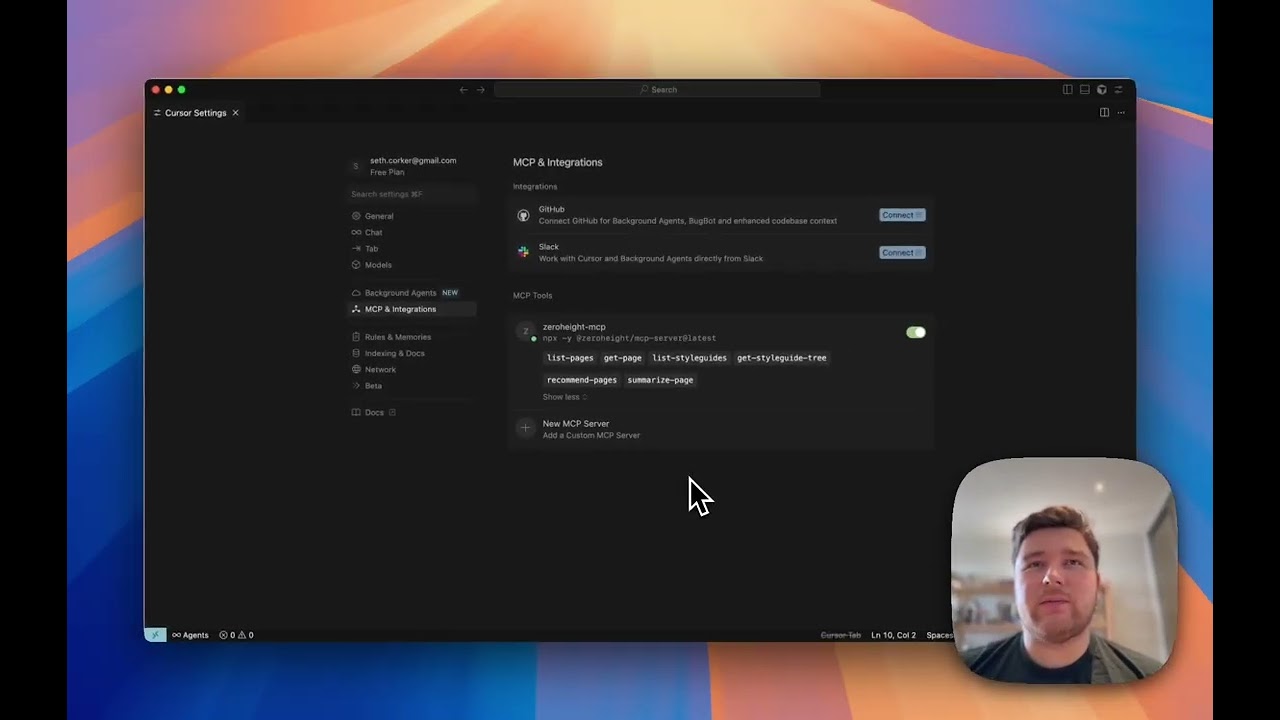 Search
Cursor Settings
S
seth.corker@gmail.com
Free Plan
Search settings ⌘F
General
Chat
Tab
Models
Background Agents NEW
MCP & Integrations
Rules & Memories
Indexing & Docs
Network
Beta
Docs
MCP & Integrations
Integrations
GitHub
Connect GitHub for Background Agents, BugBot and enhanced codebase context
Connect
Slack
Work with Cursor and Background Agents directly from Slack
Connect
MCP Tools
Z
zeroheight-mcp
npx -y @zeroheight/mcp-server@latest
list-pages get-page list-styleguides get-styleguide-tree
recommend-pages summarize-page
Show less
New MCP Server
Add a Custom MCP Server
Agents 0 0
Cursor Tab Ln 10, Col 2 Spaces